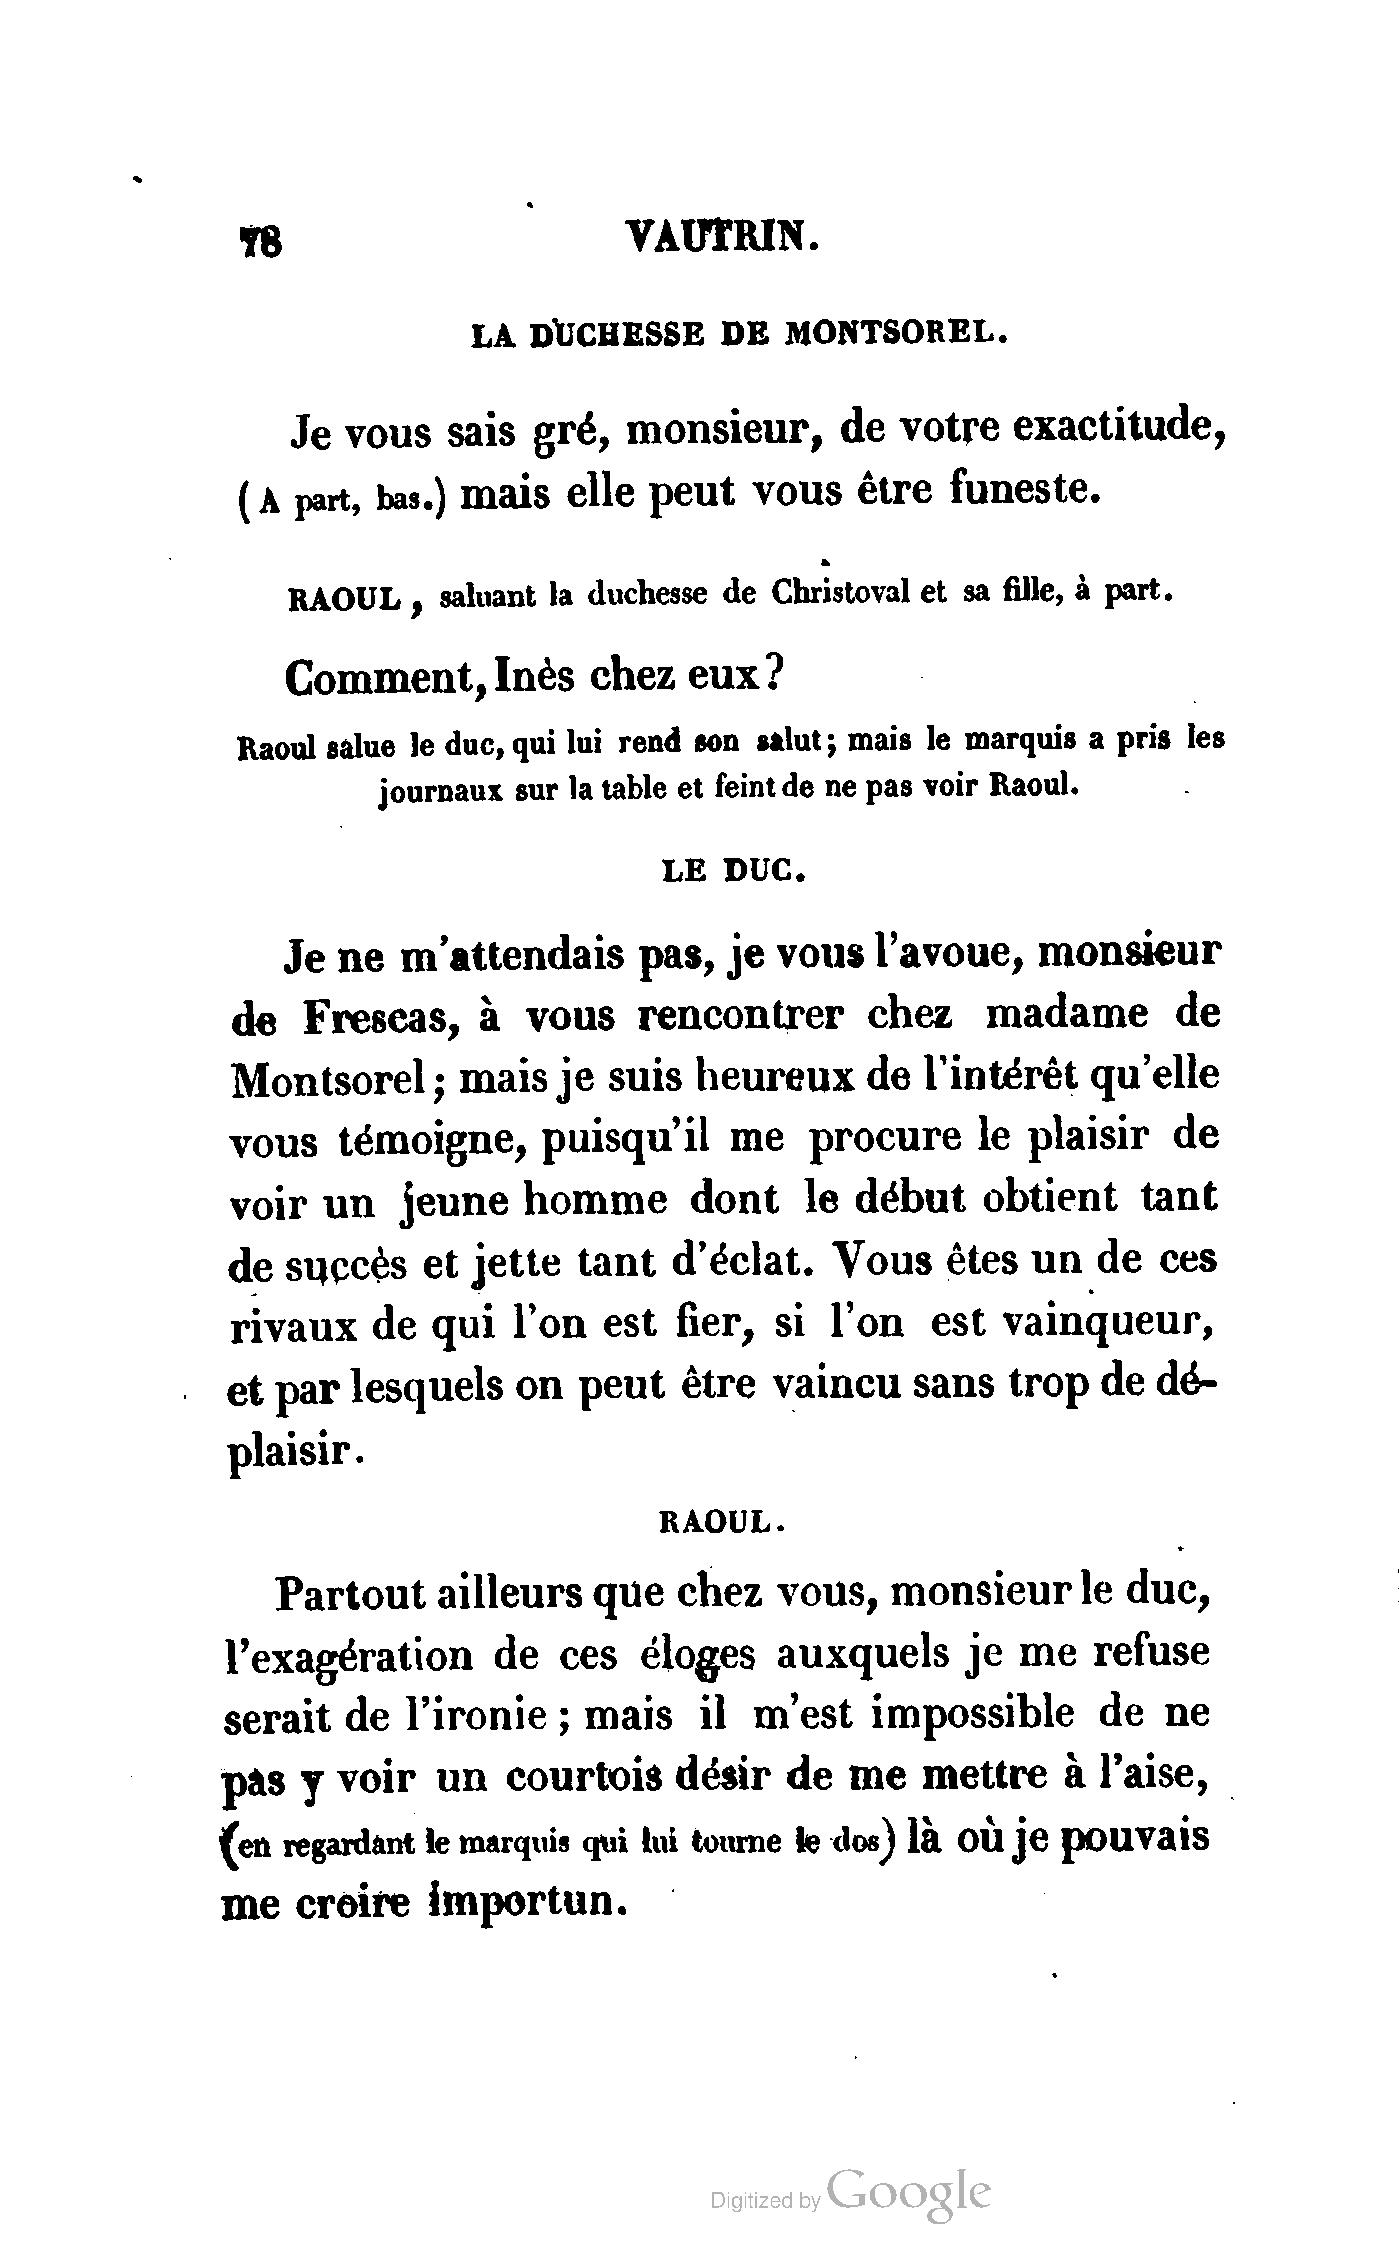 78 VAUTRIN.
LA DUCHESSE DE MONTSOREL.
Je vous sais gré, monsieur, de votre exactitude,
(A part, bas.) mais elle peut vous être funeste.
RAOUL, saluant la duchesse de Christoval et sa fille, à part.
Comment, Inès chez eux?
Raoul salue le duc, qui lui rend son salut; mais le marquis a pris les
journaux sur la table et feint de ne pas voir Raoul.
LE DUC.
Je ne m'attendais pas, je vous l'avoue, monsieur
de Frescas, à vous rencontrer chez madame de
Montsorel; mais je suis heureux de l'intérêt qu'elle
vous témoigne, puisqu'il me procure le plaisir de
voir un jeune homme dont le début obtient tant
de succès et jette tant d'éclat. Vous êtes un de ces
rivaux de qui l'on est fier, si l'on est vainqueur,
et par lesquels on peut être vaincu sans trop de dé-
plaisir.
RAOUL.
Partout ailleurs que chez vous, monsieur le duc,
l'exagération de ces éloges auxquels je me refuse
serait de l'ironie; mais il m'est impossible de ne
pas y voir un courtois désir de me mettre à l'aise,
(en regardant le marquis qui lui tourne le dos) là où je pouvais
me croire importun.
Digitized by Google